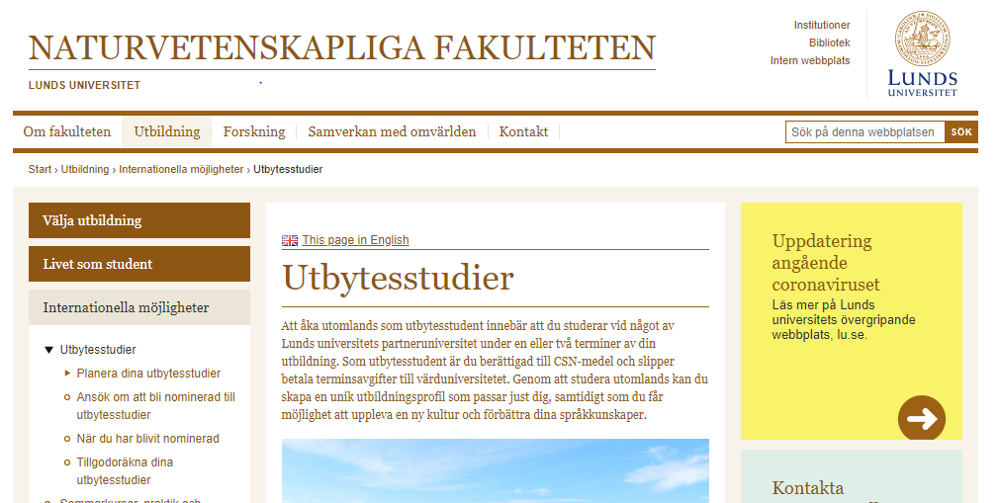 NATURVETENSKAPLIGA FAKULTETEN
LUNDS UNIVERSITET
Institutioner
Bibliotek
Intern webbplats
LUNDS
UNIVERSITET
Om fakulteten Utbildning Forskning Samverkan med omvärlden Kontakt
Sök på denna webbplatsen SÖK
Start › Utbildning › Internationella möjligheter › Utbytesstudier
Välja utbildning
Livet som student
Internationella möjligheter
Utbytesstudier
Planera dina utbytesstudier
Ansök om att bli nominerad till
utbytesstudier
När du har blivit nominerad
Tillgodoräkna dina
utbytesstudier
Sommarkurser, praktik och
This page in English
Utbytesstudier
Att åka utomlands som utbytesstudent innebär att du studerar vid något av
Lunds universitets partneruniversitet under en eller två terminer av din
utbildning. Som utbytesstudent är du berättigad till CSN-medel och slipper
betala terminsavgifter till värduniversitetet. Genom att studera utomlands kan du
skapa en unik utbildningsprofil som passar just dig, samtidigt som du får
möjlighet att uppleva en ny kultur och förbättra dina språkkunskaper.
Uppdatering
angående
coronaviruset
Läs mer på Lunds
universitets övergripande
webbplats, lu.se.
Kontakta